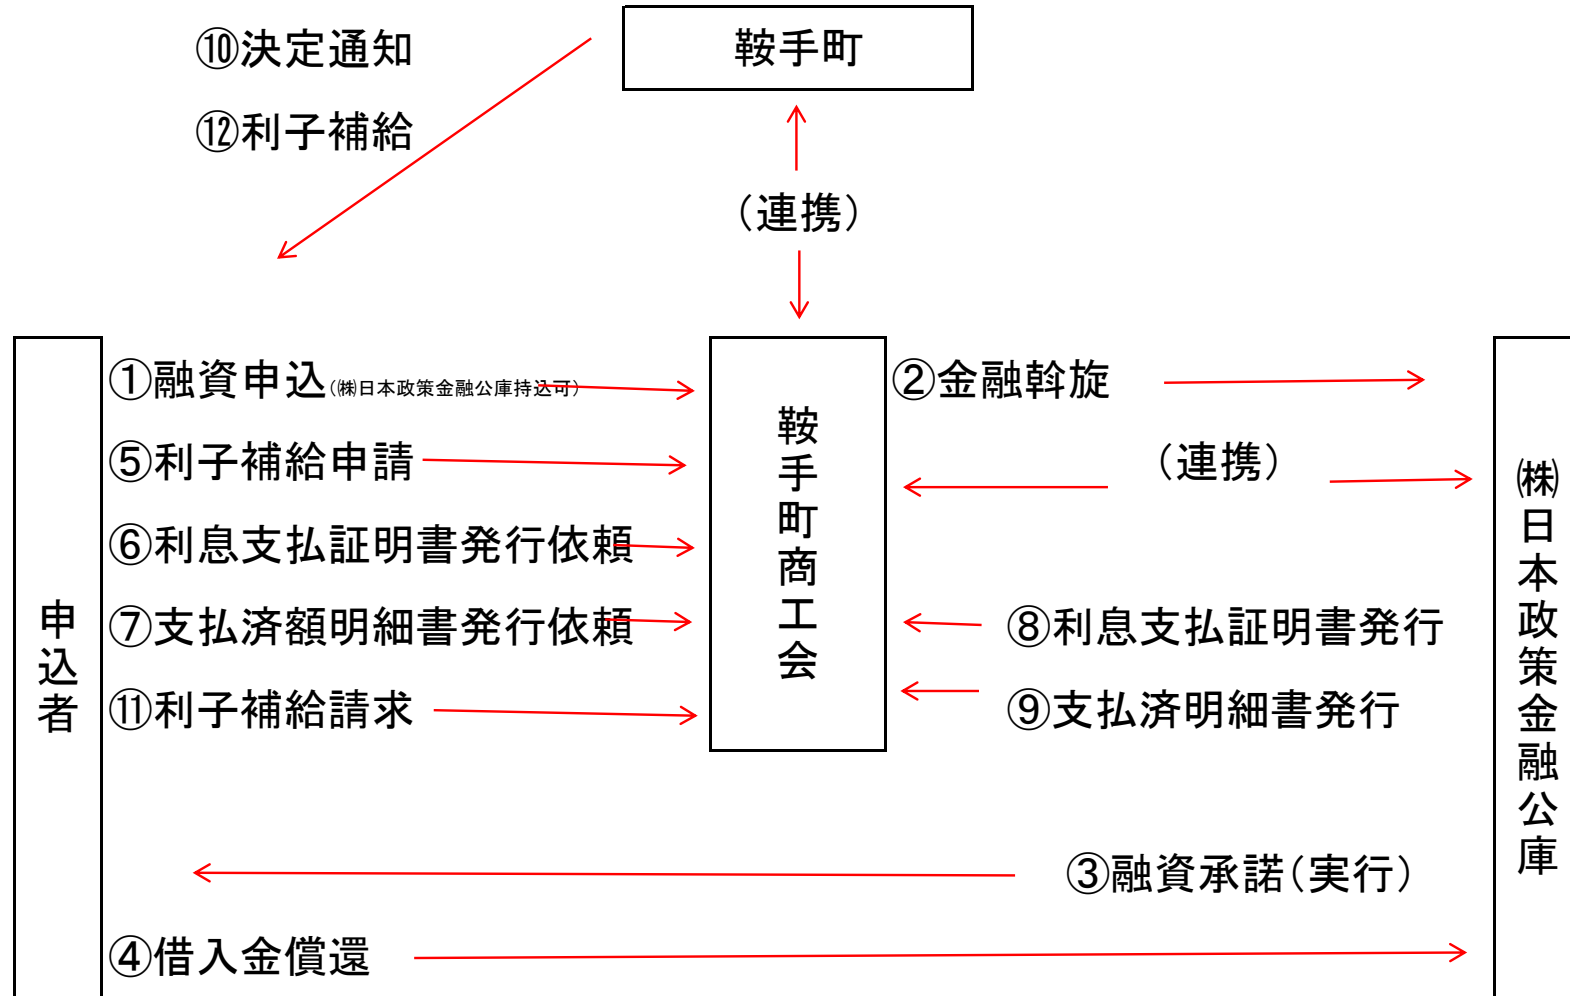 ⑩決定通知
鞍手町
⑫利子補給
（連携）
①融資申込（㈱日本政策金融公庫持込可）
②金融斡旋
⑤利子補給申請
（連携）
⑥利息支払証明書発行依頼
⑦支払済額明細書発行依頼
⑧利息支払証明書発行
⑪利子補給請求
⑨支払済明細書発行
申込者
鞍手町商工会
㈱日本政策金融公庫
③融資承諾（実行）
④借入金償還